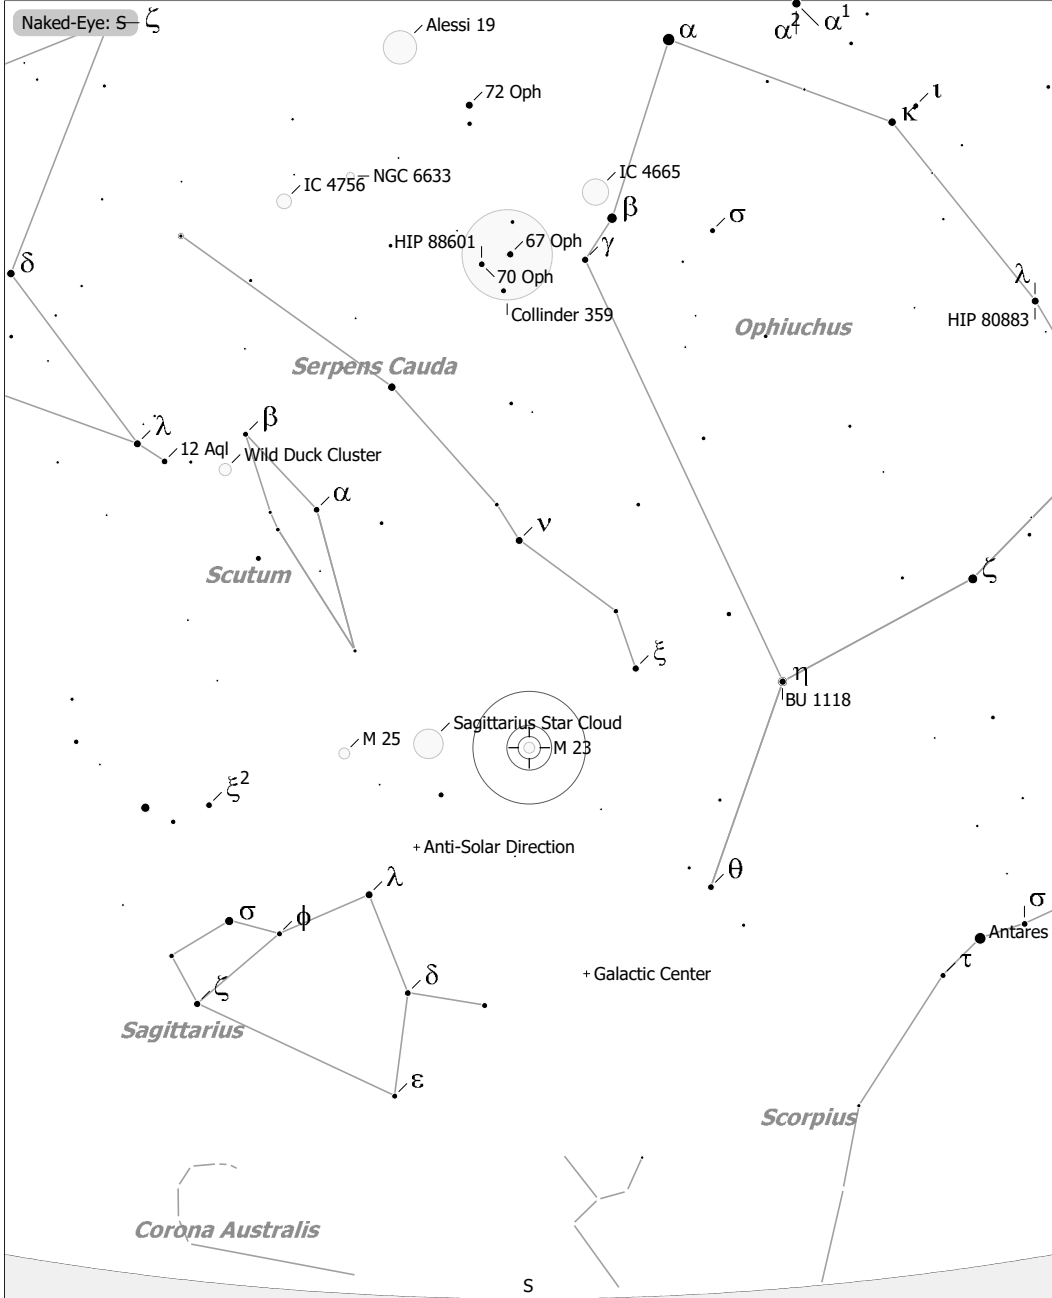 Naked-Eye: S
ζ
Alessi 19
α
α² α¹
72 Oph
κ ι
IC 4756
NGC 6633
IC 4665
β
σ
HIP 88601
67 Oph
γ
δ
70 Oph
λ
Collinder 359
HIP 80883
Ophiuchus
Serpens Cauda
λ
β
12 Aql
Wild Duck Cluster
α
ν
Scutum
ζ
ξ
η
BU 1118
Sagittarius Star Cloud
M 25
M 23
ξ²
Anti-Solar Direction
λ
θ
σ
φ
σ
Antares
ζ
δ
Galactic Center
τ
Sagittarius
ε
Scorpius
Corona Australis
S